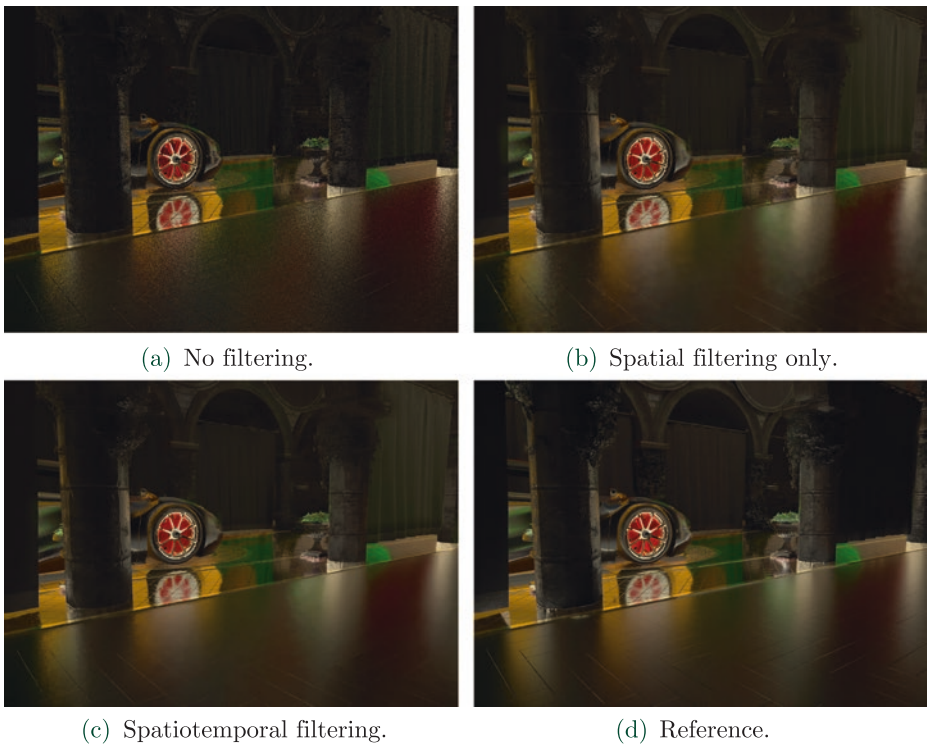 (a) No filtering.
(b) Spatial filtering only.
(c) Spatiotemporal filtering.
(d) Reference.